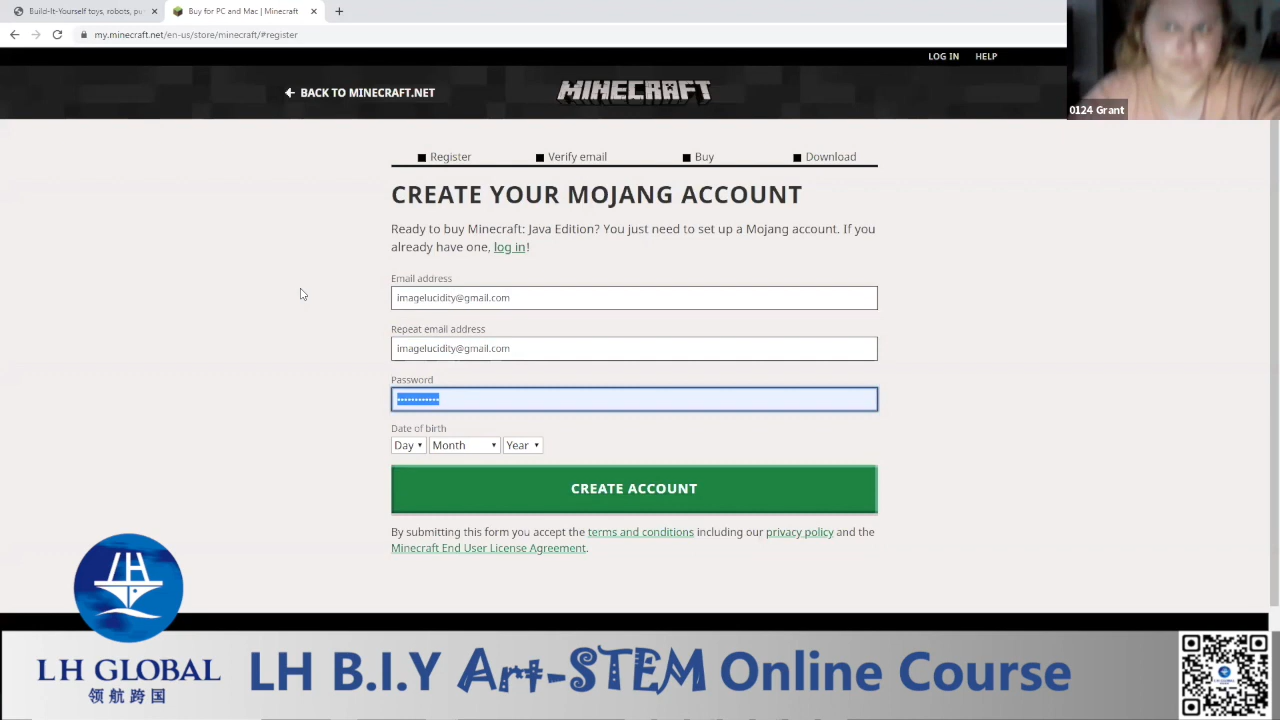 Build-It-Yourself toys, robots, pu
Buy for PC and Mac | Minecraft
my.minecraft.net/en-us/store/minecraft/#register
LOG IN HELP
BACK TO MINECRAFT.NET
MINECRAFT
0124 Grant
Register Verify email Buy Download
CREATE YOUR MOJANG ACCOUNT
Ready to buy Minecraft: Java Edition? You just need to set up a Mojang account. If you
already have one, log in!
Email address
imagelucidity@gmail.com
Repeat email address
imagelucidity@gmail.com
Password
••••••••••••
Date of birth
Day Month Year
CREATE ACCOUNT
By submitting this form you accept the terms and conditions including our privacy policy and the
Minecraft End User License Agreement.
LH
LH GLOBAL
领航跨国
LH B.I.Y Art-STEM Online Course